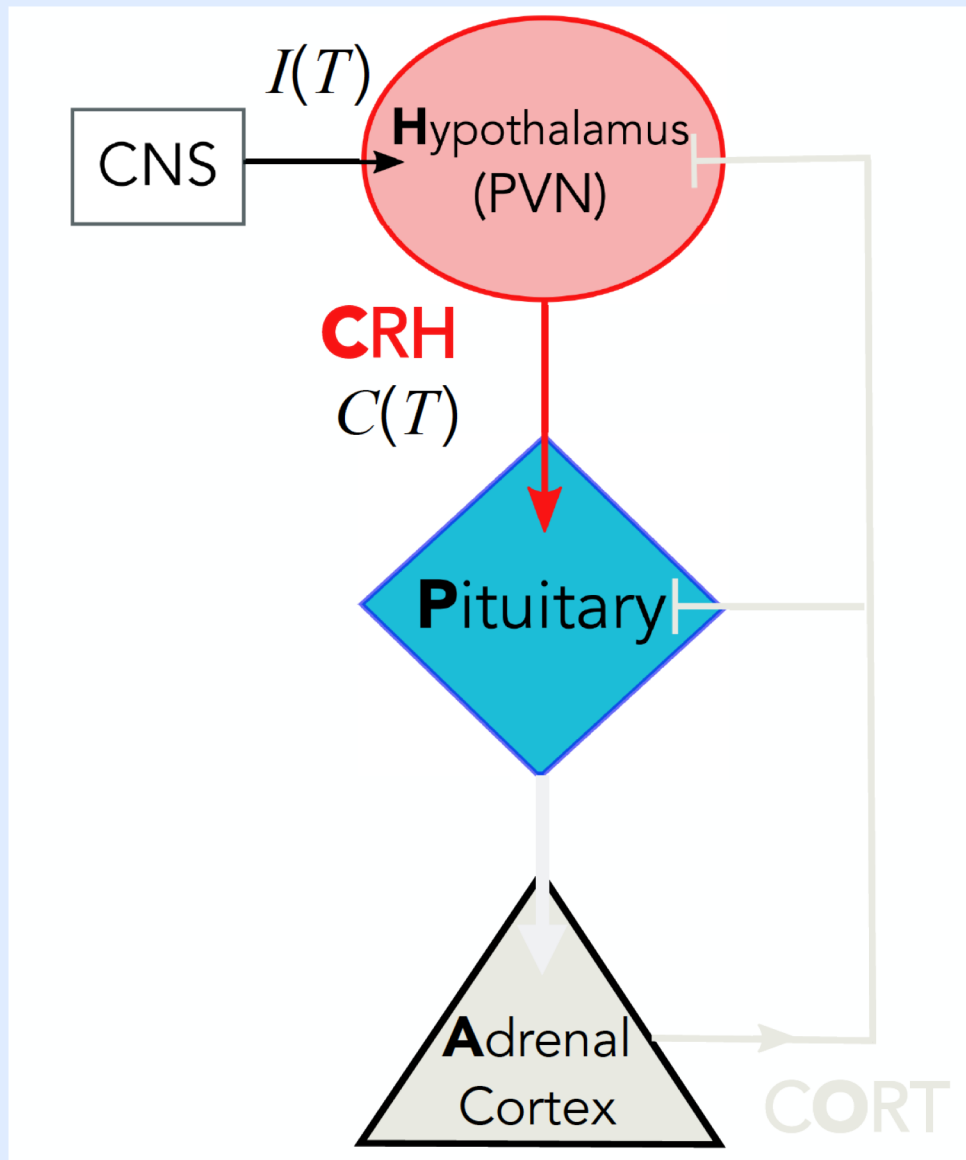 I(T)
CNS
Hypothalamus
(PVN)
CRH
C(T)
Pituitary
Adrenal
Cortex
CORT